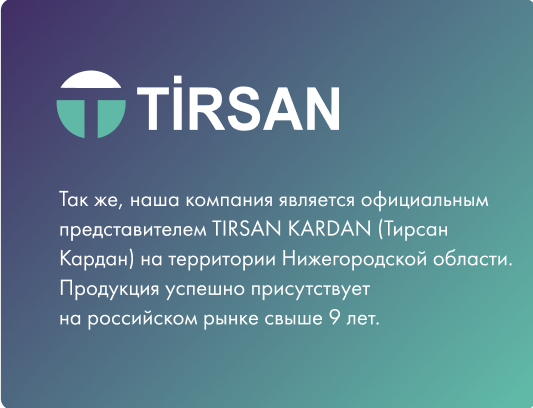 TİRSAN
Так же, наша компания является официальным
представителем TIRSAN KARDAN (Тирсан
Кардан) на территории Нижегородской области.
Продукция успешно присутствует
на российском рынке свыше 9 лет.